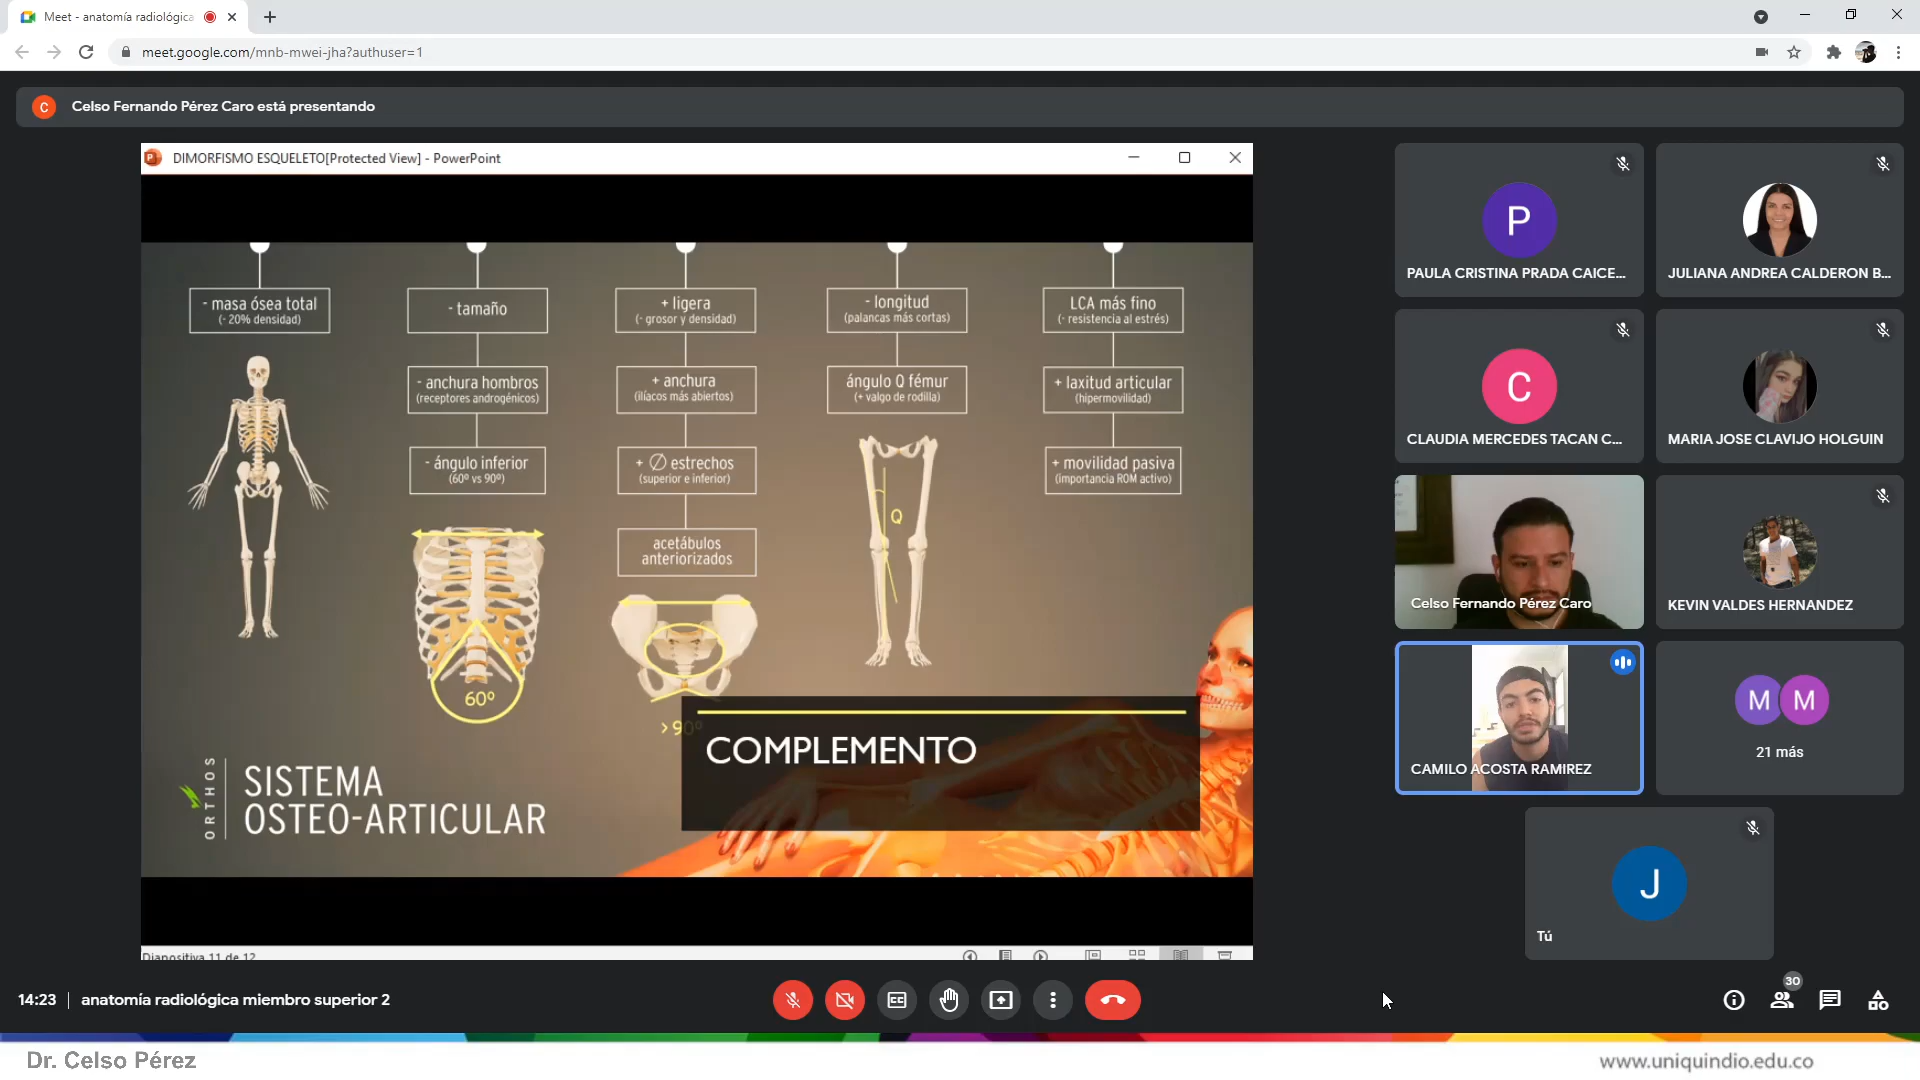 Meet - anatomía radiológica
meet.google.com/mnb-mwei-jha?authuser=1
C
Celso Fernando Pérez Caro está presentando
DIMORFISMO ESQUELETO[Protected View] - PowerPoint
- masa ósea total
(- 20% densidad)
- tamaño
- anchura hombros
(receptores androgénicos)
- ángulo inferior
(60º vs 90º)
60º
+ ligera
(- grosor y densidad)
+ anchura
(ilíacos más abiertos)
+ ∅ estrechos
(superior e inferior)
acetábulos
anteriorizados
> 90º
- longitud
(palancas más cortas)
ángulo Q fémur
(+ valgo de rodilla)
Q
LCA más fino
(- resistencia al estrés)
+ laxitud articular
(hipermovilidad)
+ movilidad pasiva
(importancia ROM activo)
COMPLEMENTO
ORTHOS
SISTEMA
OSTEO-ARTICULAR
Diapositiva 11 de 12
P
PAULA CRISTINA PRADA CAICE...
JULIANA ANDREA CALDERON B...
C
CLAUDIA MERCEDES TACAN C...
MARIA JOSE CLAVIJO HOLGUIN
Celso Fernando Pérez Caro
KEVIN VALDES HERNANDEZ
CAMILO ACOSTA RAMIREZ
M M
21 más
J
Tú
14:23 | anatomía radiológica miembro superior 2
30
Dr. Celso Pérez
www.uniquindio.edu.co